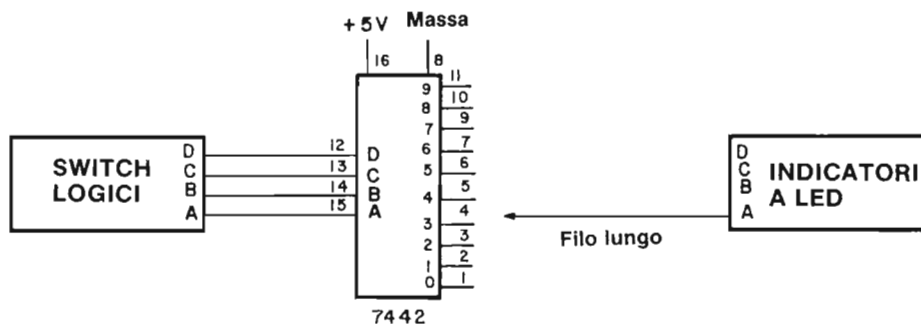 +5V Massa
16 8
SWITCH LOGICI
D
C
B
A
12
13
14
15
D
C
B
A
9 11
8 10
7 9
6 7
5 6
4 5
3 4
2 3
1 2
0 1
7442
Filo lungo
D
C
B
A
INDICATORI
A LED